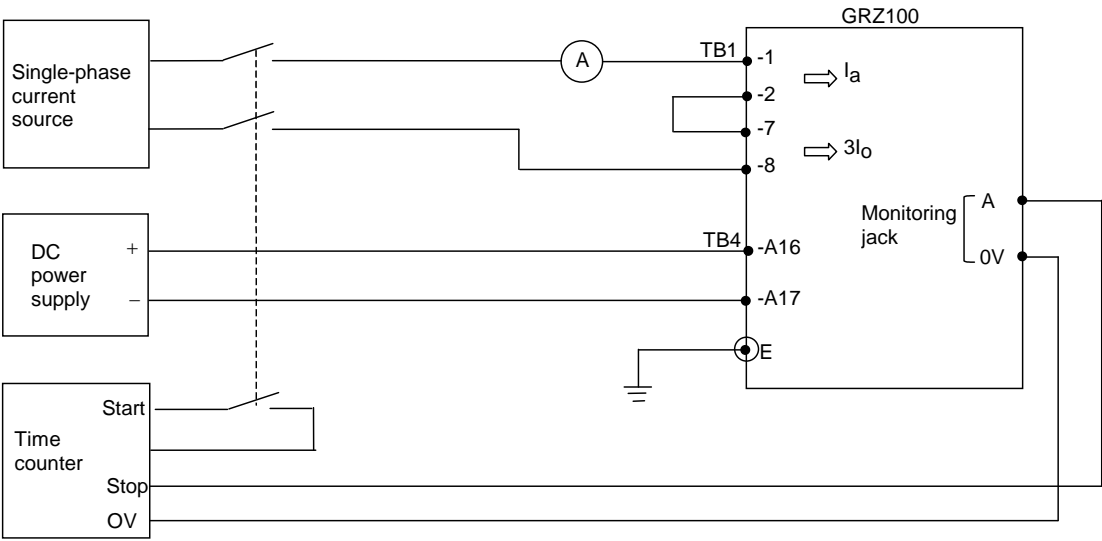 GRZ100
Single-phase
current
source
A
TB1
-1
Ia
-2
-7
3Io
-8
Monitoring
jack
A
0V
DC
power
supply
+
−
TB4
-A16
-A17
E
Time
counter
Start
Stop
OV